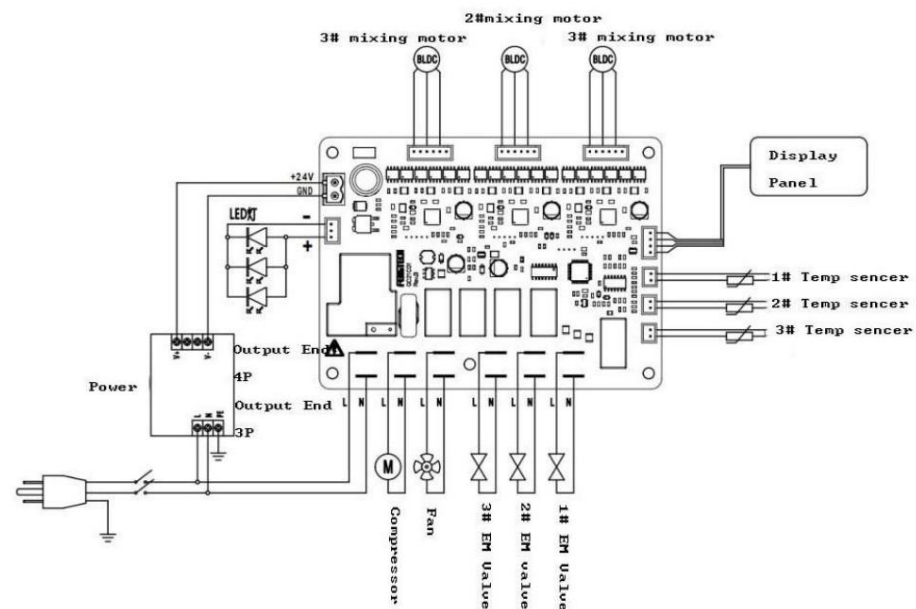 2#mixing motor
3# mixing motor
3# mixing motor
BLDC
BLDC
BLDC
Display
Panel
+24V
GND
LED灯
-
+
1# Temp sencer
2# Temp sencer
3# Temp sencer
V+
V-
Output End
4P
Power
Output End
3P
L
N
PE
L N
L N
L N
L N
L N
L N
M
Compressor
Fan
3# EM Valve
2# EM valve
1# EM Valve